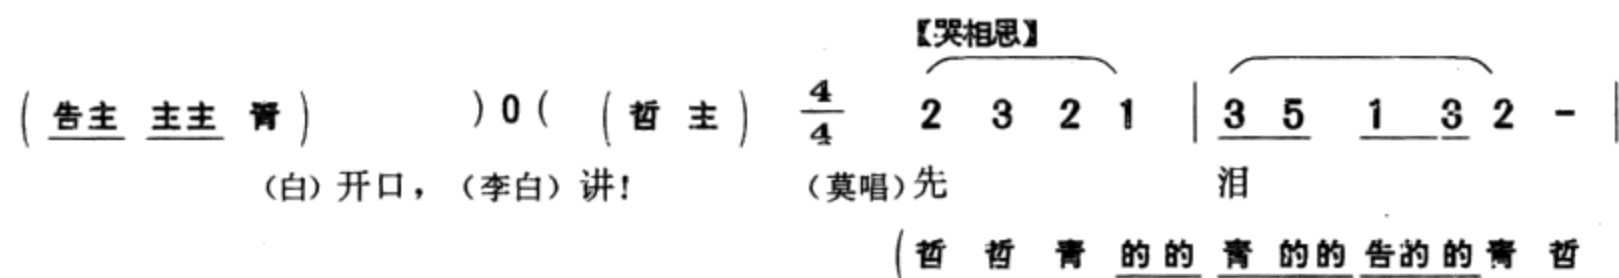 【哭相思】
( 告主 主主 胥 ) ) 0 ( ( 哲 主 ) 4/4 2 3 2 1 | 3 5 1 3 2 - |
(白) 开口, (李白) 讲! (莫唱) 先 泪
( 哲 哲 青 的的 青 的的 告的的 青 哲